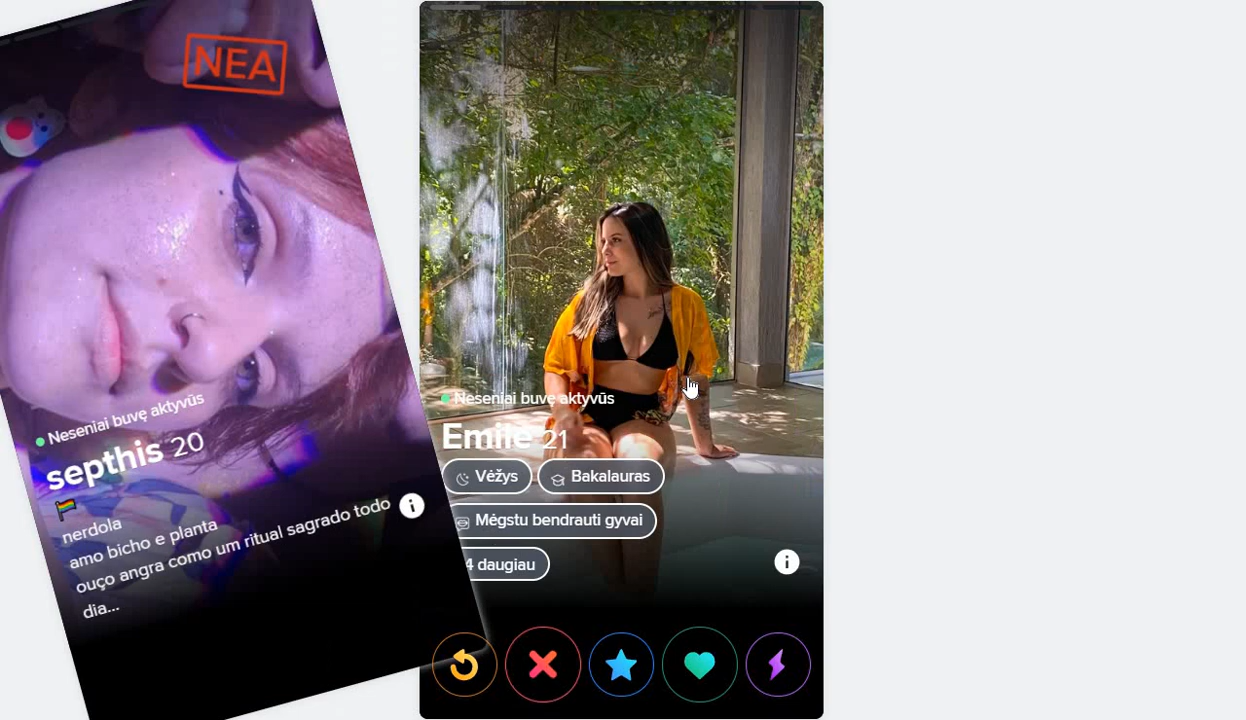 NEA
Neseniai buvę aktyvūs
septhis 20
nerdola
amo bicho e planta
ouço angra como um ritual sagrado todo
dia...
Neseniai buvę aktyvūs
Emile 21
Vėžys
Bakalauras
Mėgstu bendrauti gyvai
4 daugiau